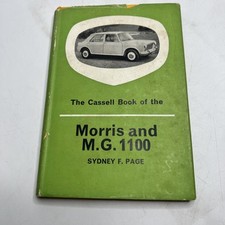 The Cassell Book of the
Morris and
M.G. 1100
SYDNEY F. PAGE